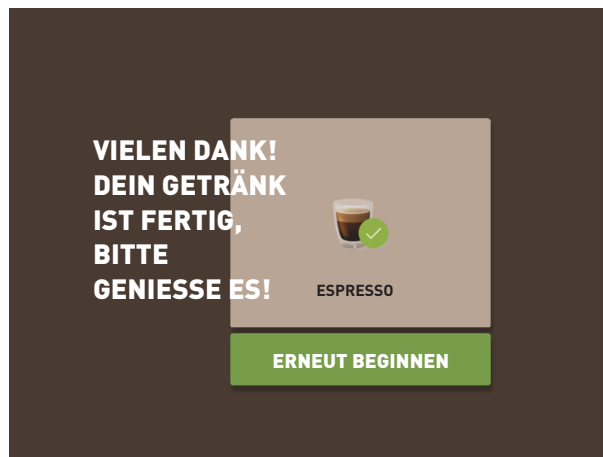 VIELEN DANK!
DEIN GETRÄNK
IST FERTIG,
BITTE
GENIESSE ES!
ESPRESSO
ERNEUT BEGINNEN